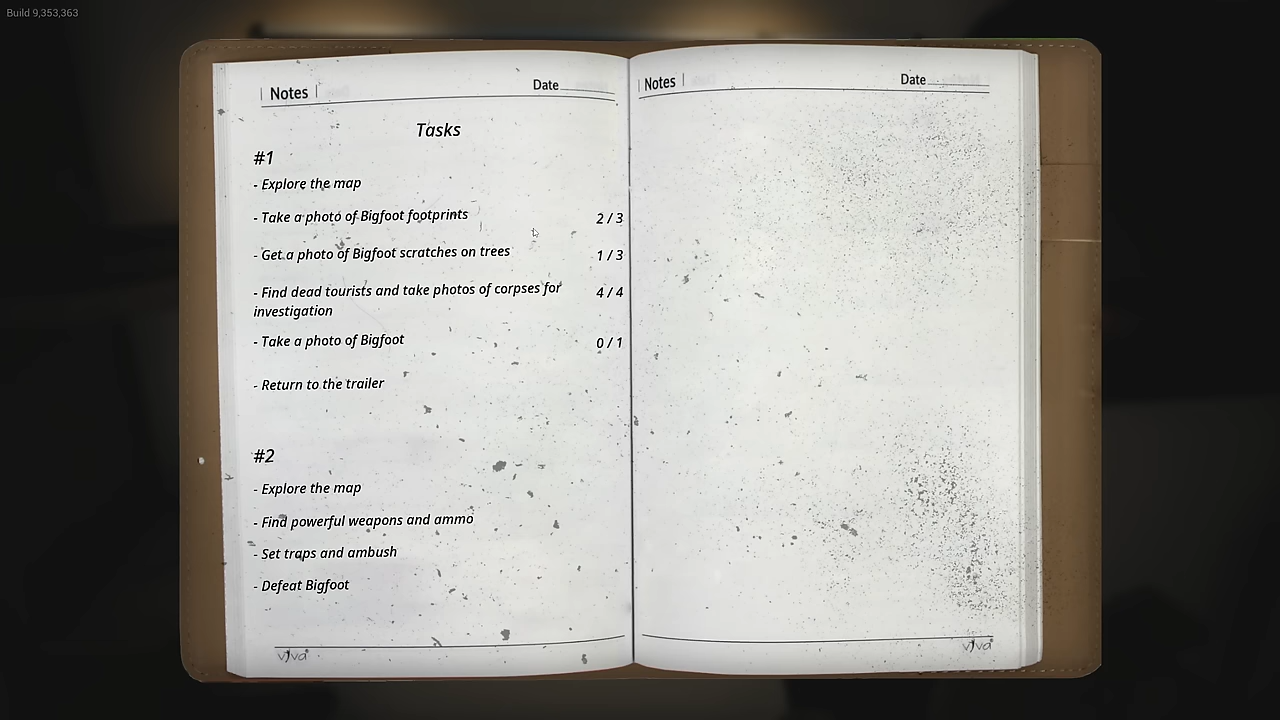 Build 9,353,363
Notes
Date
Tasks
#1
- Explore the map
- Take a photo of Bigfoot footprints 2 / 3
- Get a photo of Bigfoot scratches on trees 1 / 3
- Find dead tourists and take photos of corpses for 4 / 4
investigation
- Take a photo of Bigfoot 0 / 1
- Return to the trailer
#2
- Explore the map
- Find powerful weapons and ammo
- Set traps and ambush
- Defeat Bigfoot
viva
Notes
Date
viva